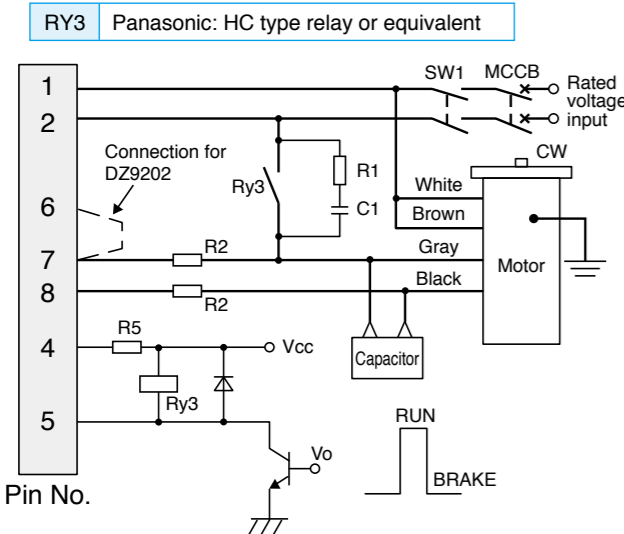 RY3 Panasonic: HC type relay or equivalent
SW1 MCCB
Rated
voltage
input
1
2
Connection for
DZ9202
6
7
8
4
5
Pin No.
Ry3
R1
C1
CW
White
Brown
Gray
Black
Motor
R2
R2
Capacitor
R5
Vcc
Ry3
Vo
RUN
BRAKE